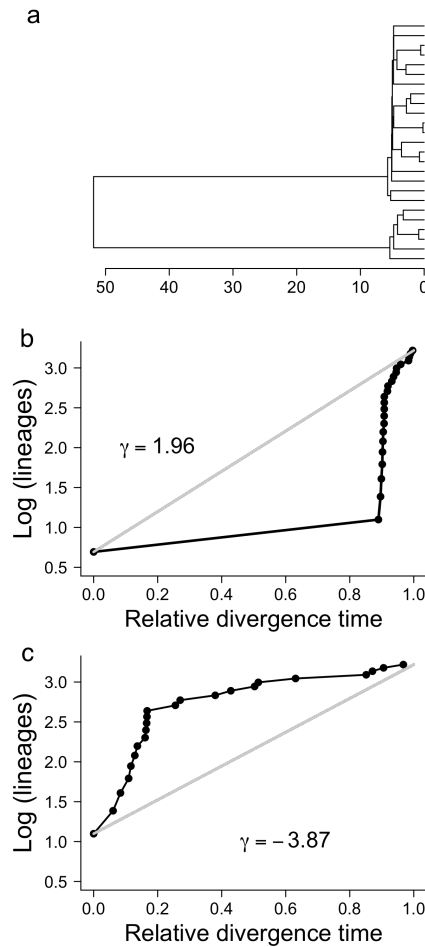 a
50 40 30 20 10 0
b
Log (lineages)
3.0
2.5
2.0
1.5
1.0
0.5
γ = 1.96
0.0 0.2 0.4 0.6 0.8 1.0
Relative divergence time
c
Log (lineages)
3.0
2.5
2.0
1.5
1.0
0.5
γ = − 3.87
0.0 0.2 0.4 0.6 0.8 1.0
Relative divergence time